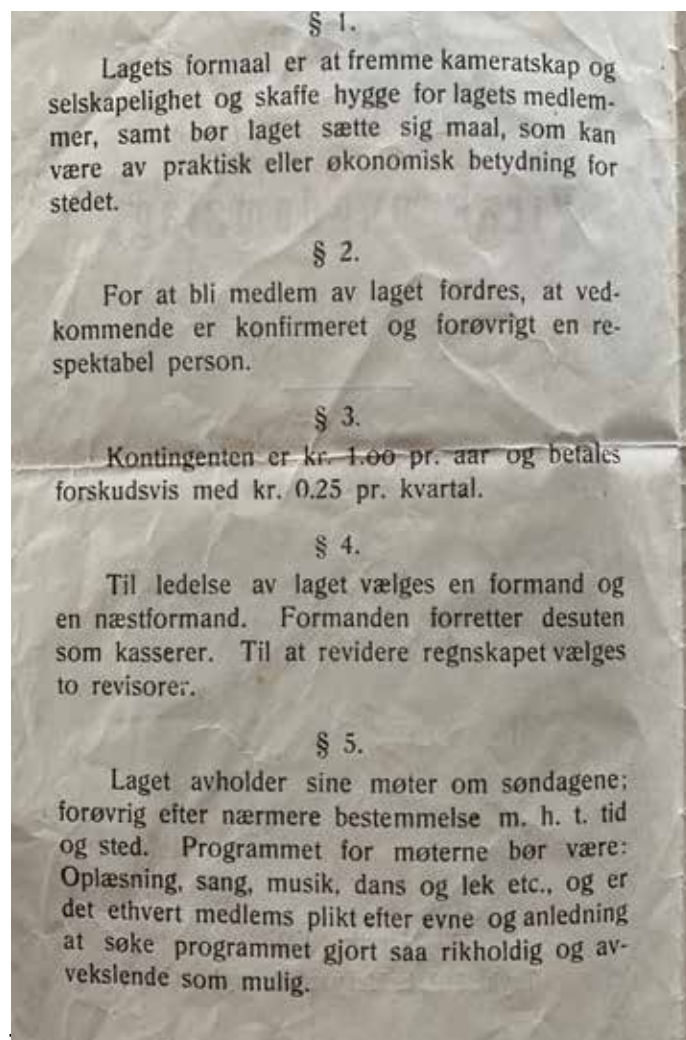 § 1.
Lagets formaal er at fremme kameratskap og
selskapelighet og skaffe hygge for lagets medlem-
mer, samt bør laget sætte sig maal, som kan
være av praktisk eller økonomisk betydning for
stedet.
§ 2.
For at bli medlem av laget fordres, at ved-
kommende er konfirmeret og forøvrigt en re-
spektabel person.
§ 3.
Kontingenten er kr. 1.00 pr. aar og betales
forskudsvis med kr. 0.25 pr. kvartal.
§ 4.
Til ledelse av laget vælges en formand og
en næstformand. Formanden forretter desuten
som kasserer. Til at revidere regnskapet vælges
to revisorer.
§ 5.
Laget avholder sine møter om søndagene;
forøvrig efter nærmere bestemmelse m. h. t. tid
og sted. Programmet for møterne bør være:
Oplæsning, sang, musik, dans og lek etc., og er
det ethvert medlems plikt efter evne og anledning
at søke programmet gjort saa rikholdig og av-
vekslende som mulig.